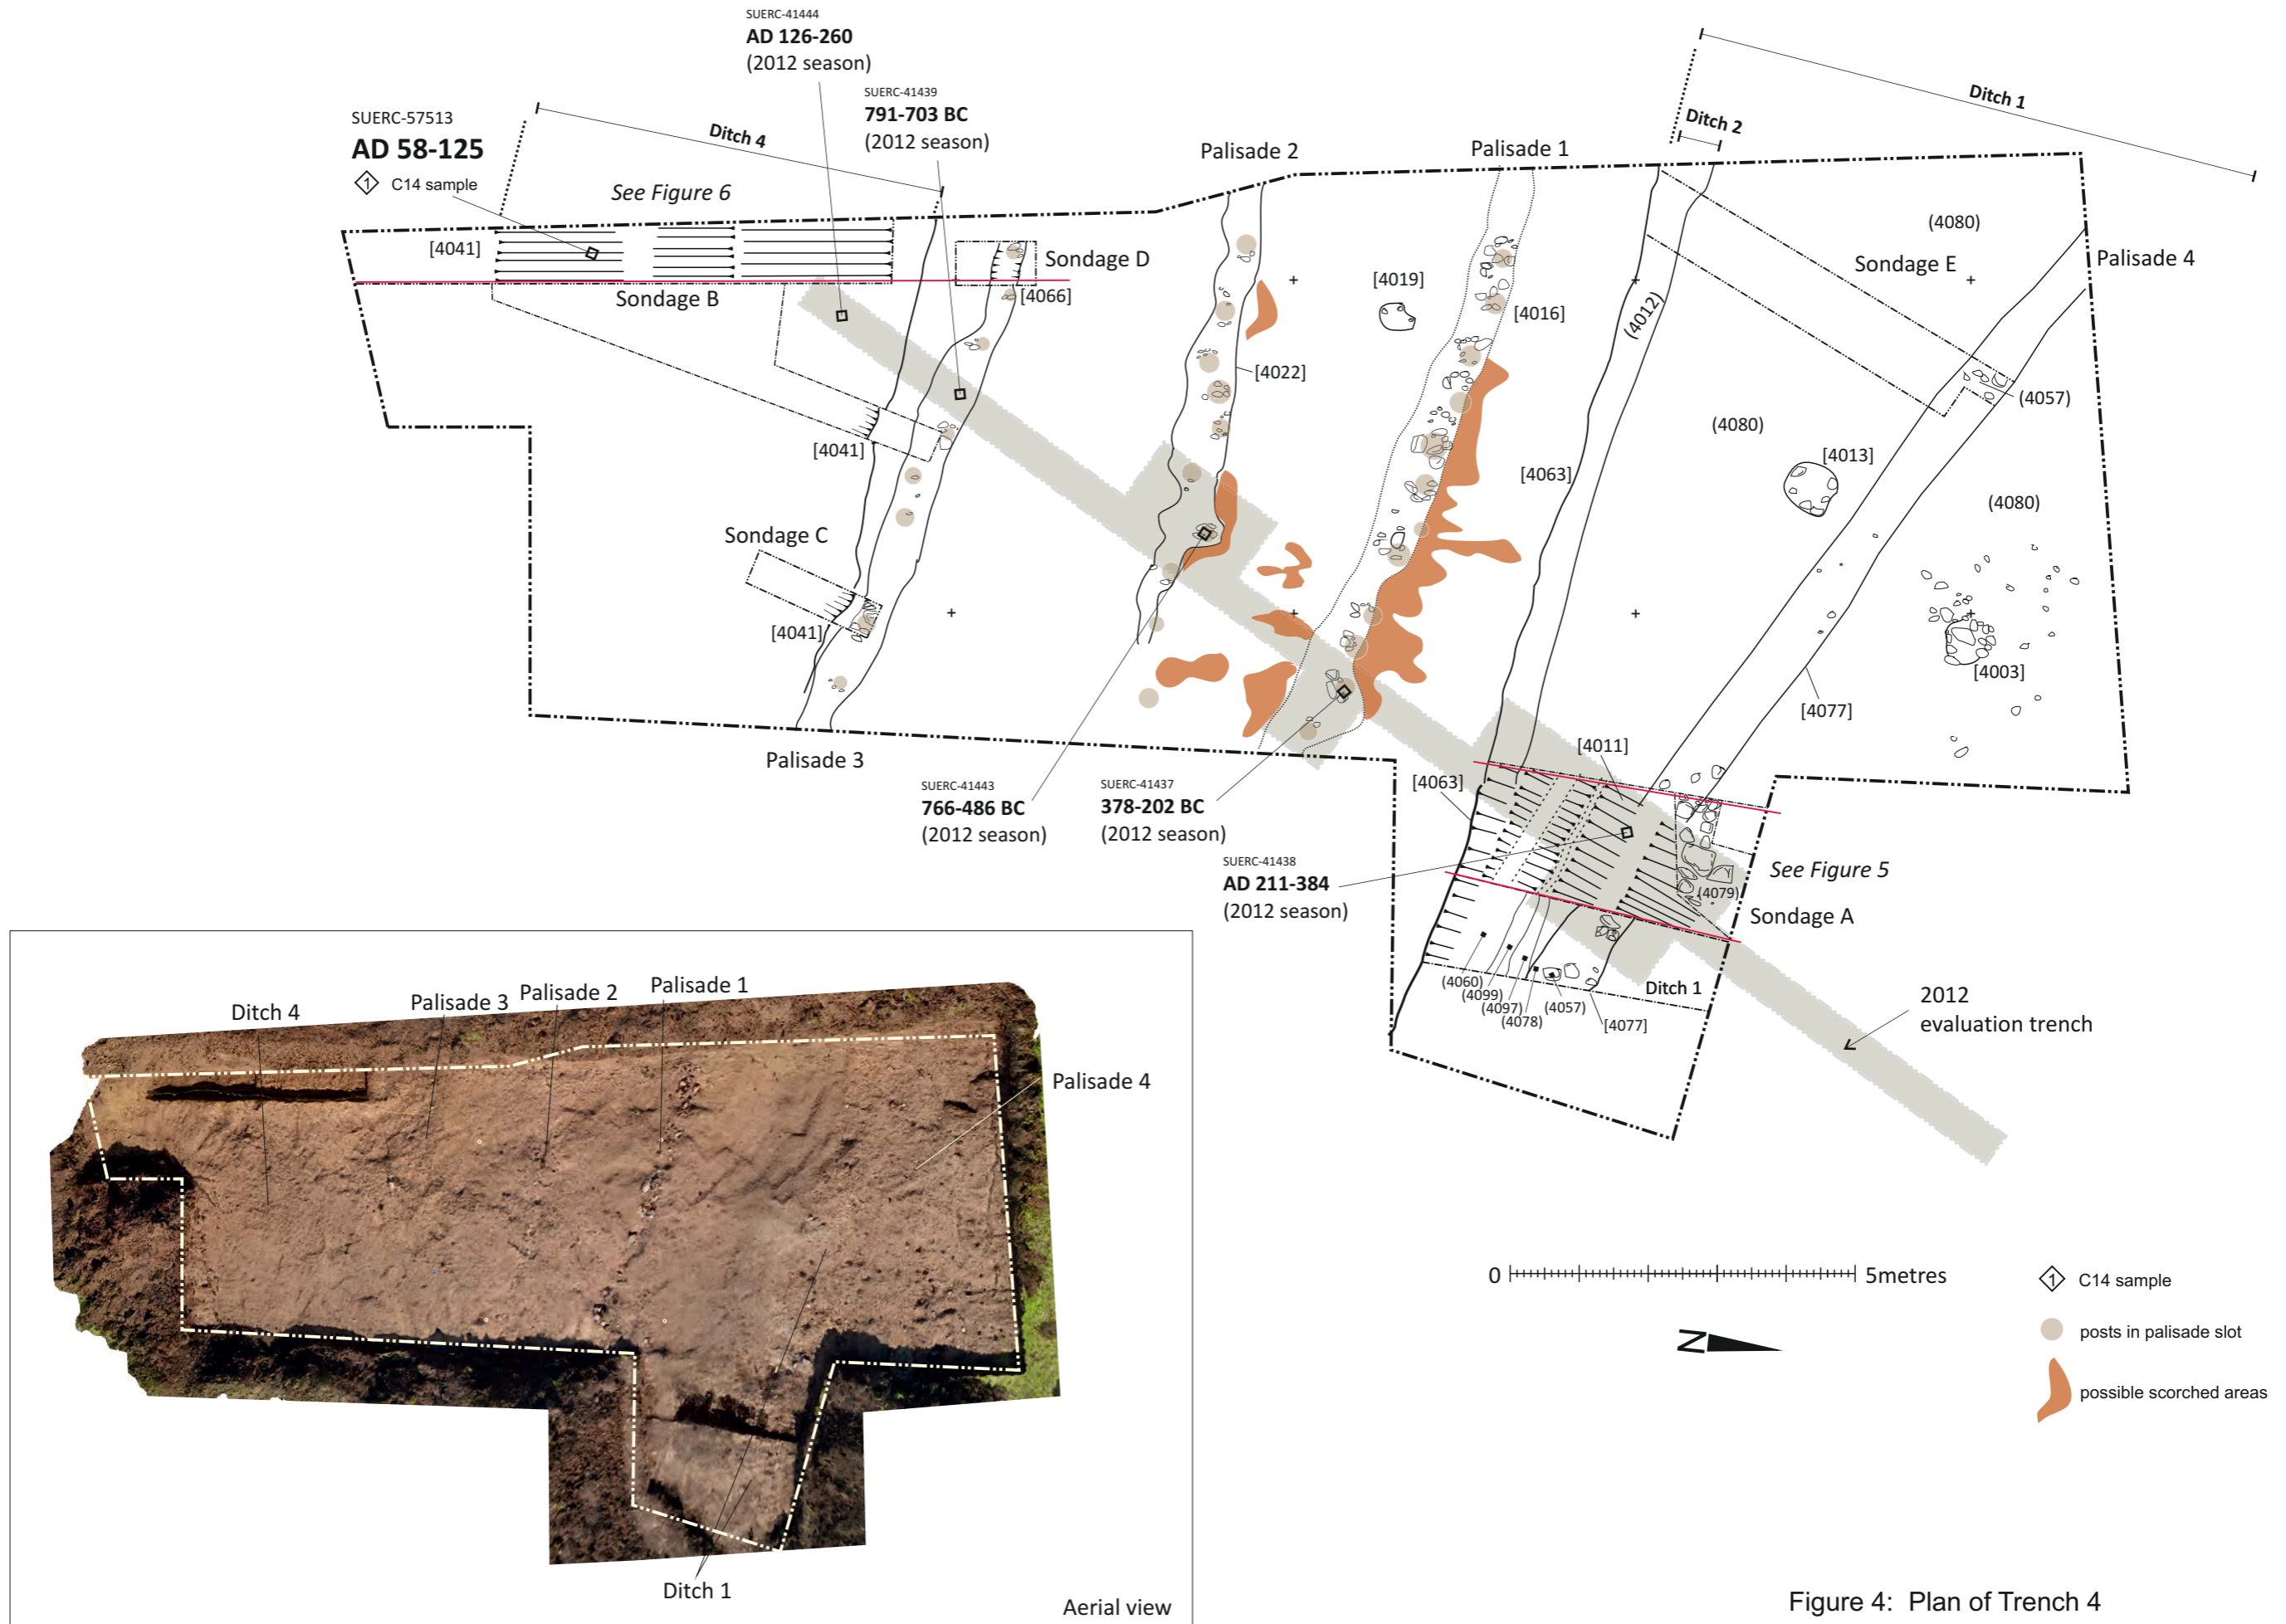 SUERC-41444
AD 126-260
(2012 season)
SUERC-41439
791-703 BC
(2012 season)
SUERC-57513
AD 58-125
1 C14 sample
Ditch 4
See Figure 6
Palisade 2
Palisade 1
Ditch 2
Ditch 1
[4041]
Sondage B
Sondage D
[4066]
[4019]
[4016]
[4022]
(4012)
(4080)
Sondage E
Palisade 4
(4057)
(4080)
[4013]
(4080)
[4063]
[4041]
Sondage C
[4041]
[4003]
[4077]
Palisade 3
[4011]
[4063]
SUERC-41443
766-486 BC
(2012 season)
SUERC-41437
378-202 BC
(2012 season)
SUERC-41438
AD 211-384
(2012 season)
See Figure 5
(4079)
Sondage A
(4060)
(4099)
(4097)
(4078)
(4057)
[4077]
Ditch 1
2012
evaluation trench
Ditch 4
Palisade 3
Palisade 2
Palisade 1
Palisade 4
Ditch 1
Aerial view
0 5metres
N
1 C14 sample
posts in palisade slot
possible scorched areas
Figure 4: Plan of Trench 4